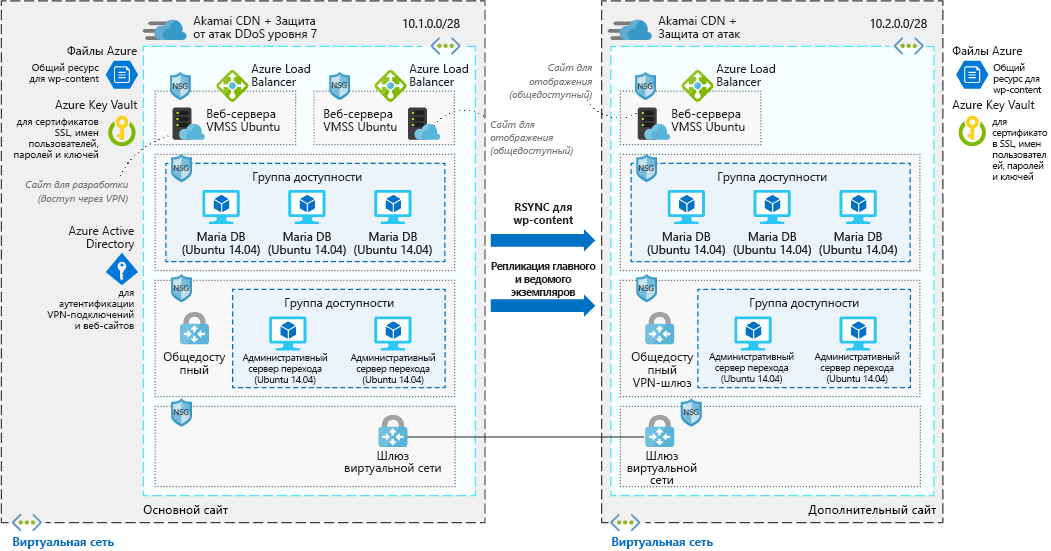 Akamai CDN + Защита
от атак DDoS уровня 7
10.1.0.0/28
Файлы Azure
Общий ресурс
для wp-content
Azure Key Vault
для сертификатов
SSL, имен
пользователей,
паролей и ключей
Сайт для разработки
(доступ через VPN)
Azure Active
Directory
для
аутентификации
VPN-подключений
и веб-сайтов
NSG
Azure Load
Balancer
Веб-сервера
VMSS Ubuntu
NSG
Azure Load
Balancer
Веб-сервера
VMSS Ubuntu
NSG
Группа доступности
Maria DB
(Ubuntu 14.04)
Maria DB
(Ubuntu 14.04)
Maria DB
(Ubuntu 14.04)
NSG
Общедосту
пный
Группа доступности
Административный
сервер перехода
(Ubuntu 14.04)
Административный
сервер перехода
(Ubuntu 14.04)
NSG
Шлюз
виртуальной сети
Основной сайт
Виртуальная сеть
Сайт для
отображения
(общедоступный)
Сайт для
отображения
(общедоступный)
RSYNC для
wp-content
Репликация главного
и ведомого
экземпляров
Akamai CDN +
Защита от атак
10.2.0.0/28
NSG
Azure Load
Balancer
Веб-сервера
VMSS Ubuntu
NSG
Группа доступности
Maria DB
(Ubuntu 14.04)
Maria DB
(Ubuntu 14.04)
Maria DB
(Ubuntu 14.04)
NSG
Общедосту
пный
VPN-шлюз
Группа доступности
Административный
сервер перехода
(Ubuntu 14.04)
Административный
сервер перехода
(Ubuntu 14.04)
NSG
Шлюз
виртуальной
сети
Дополнительный сайт
Виртуальная сеть
Файлы Azure
Общий
ресурс для
wp-content
Azure Key Vault
для
сертификато
в SSL, имен
пользовател
ей, паролей
и ключей